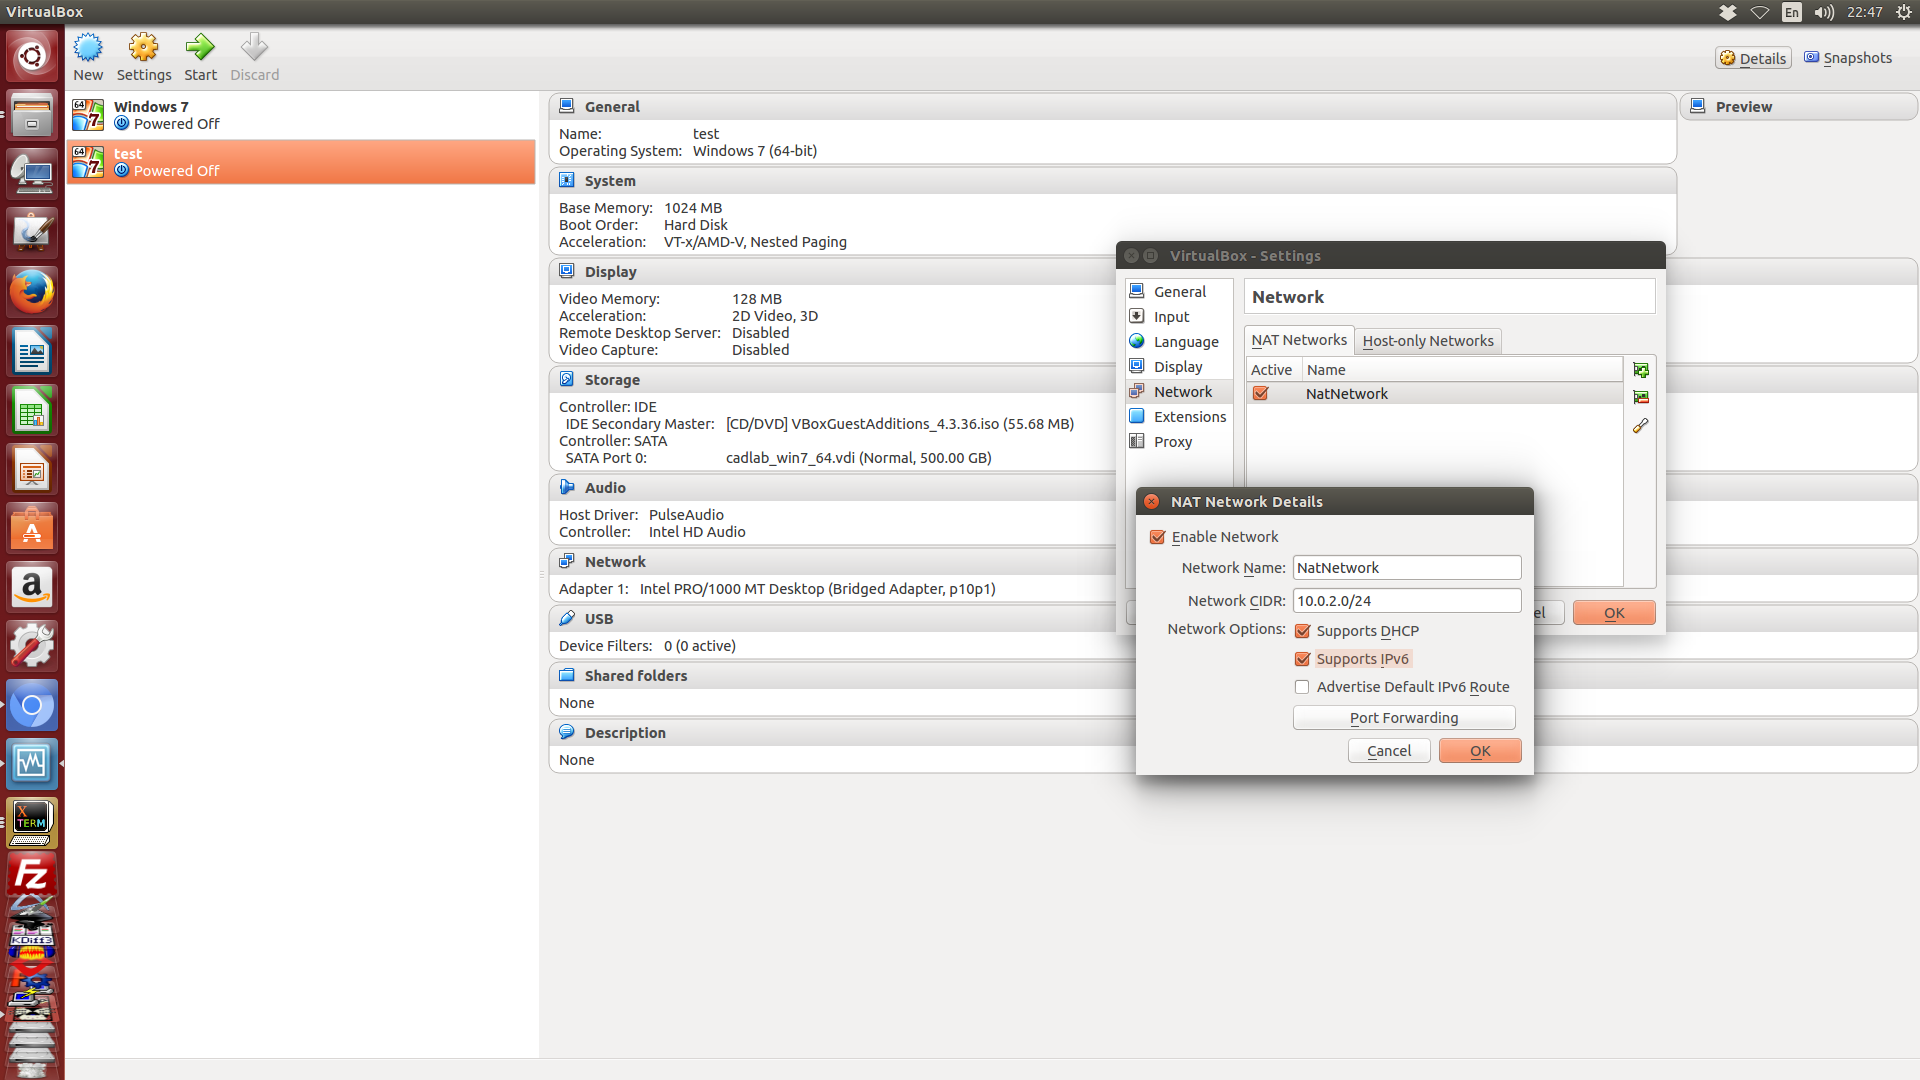 VirtualBox
En
22:47
New
Settings
Start
Discard
Details
Snapshots
64
7
Windows 7
Powered Off
64
7
test
Powered Off
General
Name: test
Operating System: Windows 7 (64-bit)
Preview
System
Base Memory: 1024 MB
Boot Order: Hard Disk
Acceleration: VT-x/AMD-V, Nested Paging
Display
Video Memory: 128 MB
Acceleration: 2D Video, 3D
Remote Desktop Server: Disabled
Video Capture: Disabled
Storage
Controller: IDE
IDE Secondary Master: [CD/DVD] VBoxGuestAdditions_4.3.36.iso (55.68 MB)
Controller: SATA
SATA Port 0: cadlab_win7_64.vdi (Normal, 500.00 GB)
Audio
Host Driver: PulseAudio
Controller: Intel HD Audio
Network
Adapter 1: Intel PRO/1000 MT Desktop (Bridged Adapter, p10p1)
USB
Device Filters: 0 (0 active)
Shared folders
None
Description
None
VirtualBox - Settings
General
Input
Language
Display
Network
Extensions
Proxy
Network
NAT Networks
Host-only Networks
Active Name
NatNetwork
el
OK
NAT Network Details
Enable Network
Network Name: NatNetwork
Network CIDR: 10.0.2.0/24
Network Options: Supports DHCP
Supports IPv6
Advertise Default IPv6 Route
Port Forwarding
Cancel
OK
a
X
TERM
Fz
KDiff3